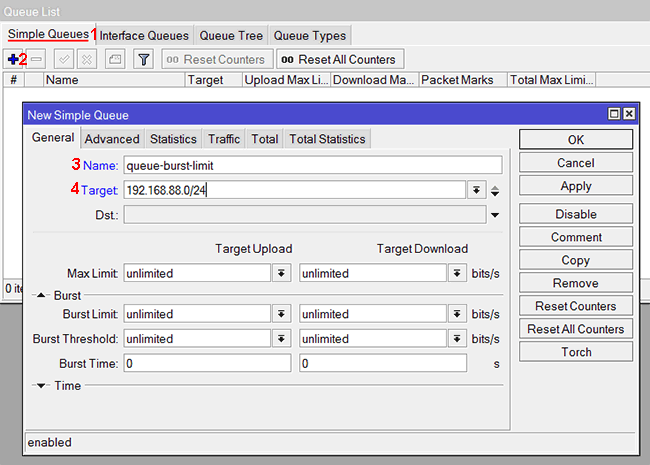 Queue List
Simple Queues 1 Interface Queues Queue Tree Queue Types
2 00 Reset Counters 00 Reset All Counters
# Name Target Upload Max Li... Download Ma... Packet Marks Total Max Limi...
New Simple Queue
General Advanced Statistics Traffic Total Total Statistics
3 Name: queue-burst-limit
4 Target: 192.168.88.0/24
Dst.:
Target Upload Target Download
Max Limit: unlimited unlimited bits/s
Burst
Burst Limit: unlimited unlimited bits/s
Burst Threshold: unlimited unlimited bits/s
Burst Time: 0 0 s
Time
enabled
OK
Cancel
Apply
Disable
Comment
Copy
Remove
Reset Counters
Reset All Counters
Torch
0 ite